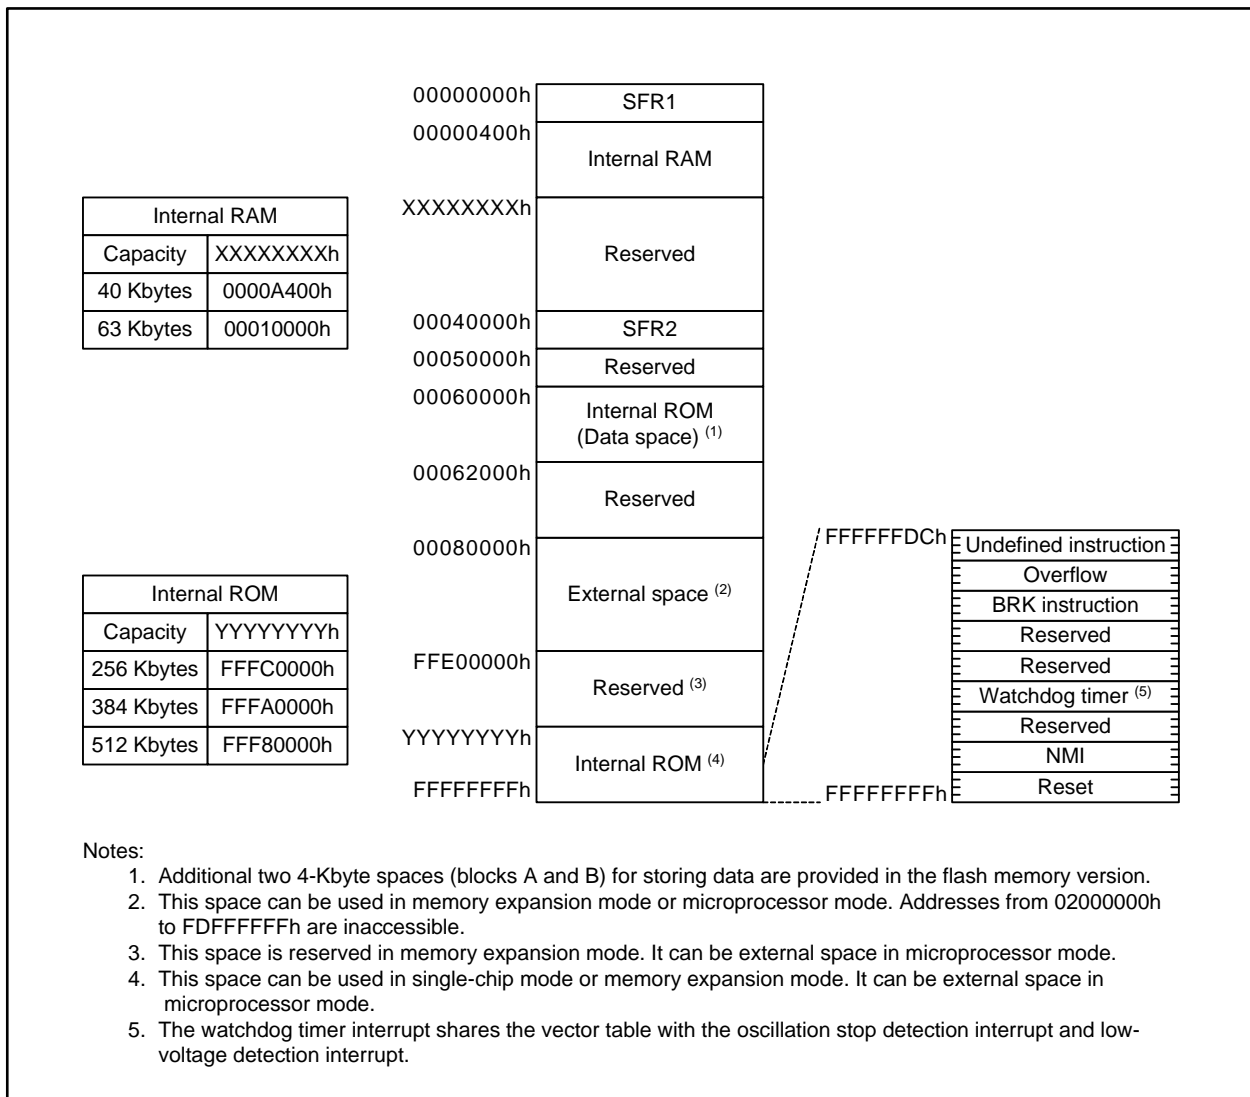 00000000h
SFR1
00000400h
Internal RAM
XXXXXXXXh
Reserved
00040000h
SFR2
00050000h
Reserved
00060000h
Internal ROM
(Data space) (1)
00062000h
Reserved
00080000h
External space (2)
FFE00000h
Reserved (3)
YYYYYYYYh
Internal ROM (4)
FFFFFFFFh
Internal RAM
Capacity XXXXXXXXh
40 Kbytes 0000A400h
63 Kbytes 00010000h
Internal ROM
Capacity YYYYYYYYh
256 Kbytes FFFC0000h
384 Kbytes FFFA0000h
512 Kbytes FFF80000h
FFFFFFDCh
Undefined instruction
Overflow
BRK instruction
Reserved
Reserved
Watchdog timer (5)
Reserved
NMI
Reset
FFFFFFFFh
Notes:
1. Additional two 4-Kbyte spaces (blocks A and B) for storing data are provided in the flash memory version.
2. This space can be used in memory expansion mode or microprocessor mode. Addresses from 02000000h
to FDFFFFFFh are inaccessible.
3. This space is reserved in memory expansion mode. It can be external space in microprocessor mode.
4. This space can be used in single-chip mode or memory expansion mode. It can be external space in
microprocessor mode.
5. The watchdog timer interrupt shares the vector table with the oscillation stop detection interrupt and low-
voltage detection interrupt.